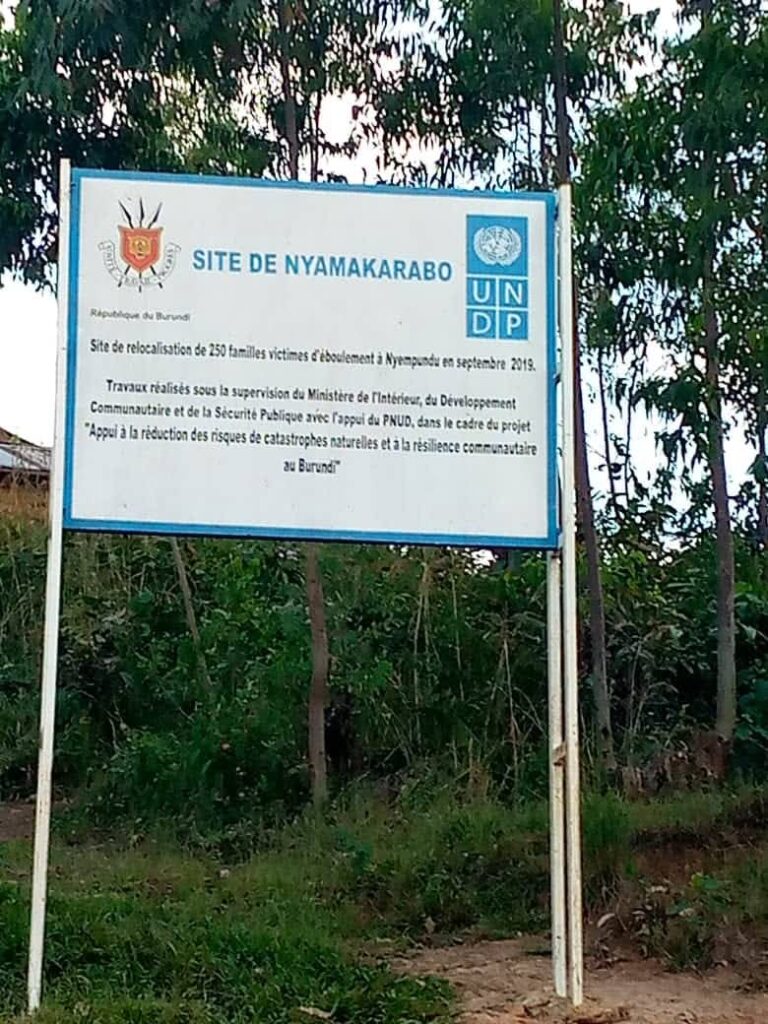 SITE DE NYAMAKARABO
UN
DP
République du Burundi
Site de relocalisation de 250 familles victimes d'éboulement à Nyempundu en septembre 2019.
Travaux réalisés sous la supervision du Ministère de l'Intérieur, du Développement
Communautaire et de la Sécurité Publique avec l'appui du PNUD, dans le cadre du projet
"Appui à la réduction des risques de catastrophes naturelles et à la résilience communautaire
au Burundi"